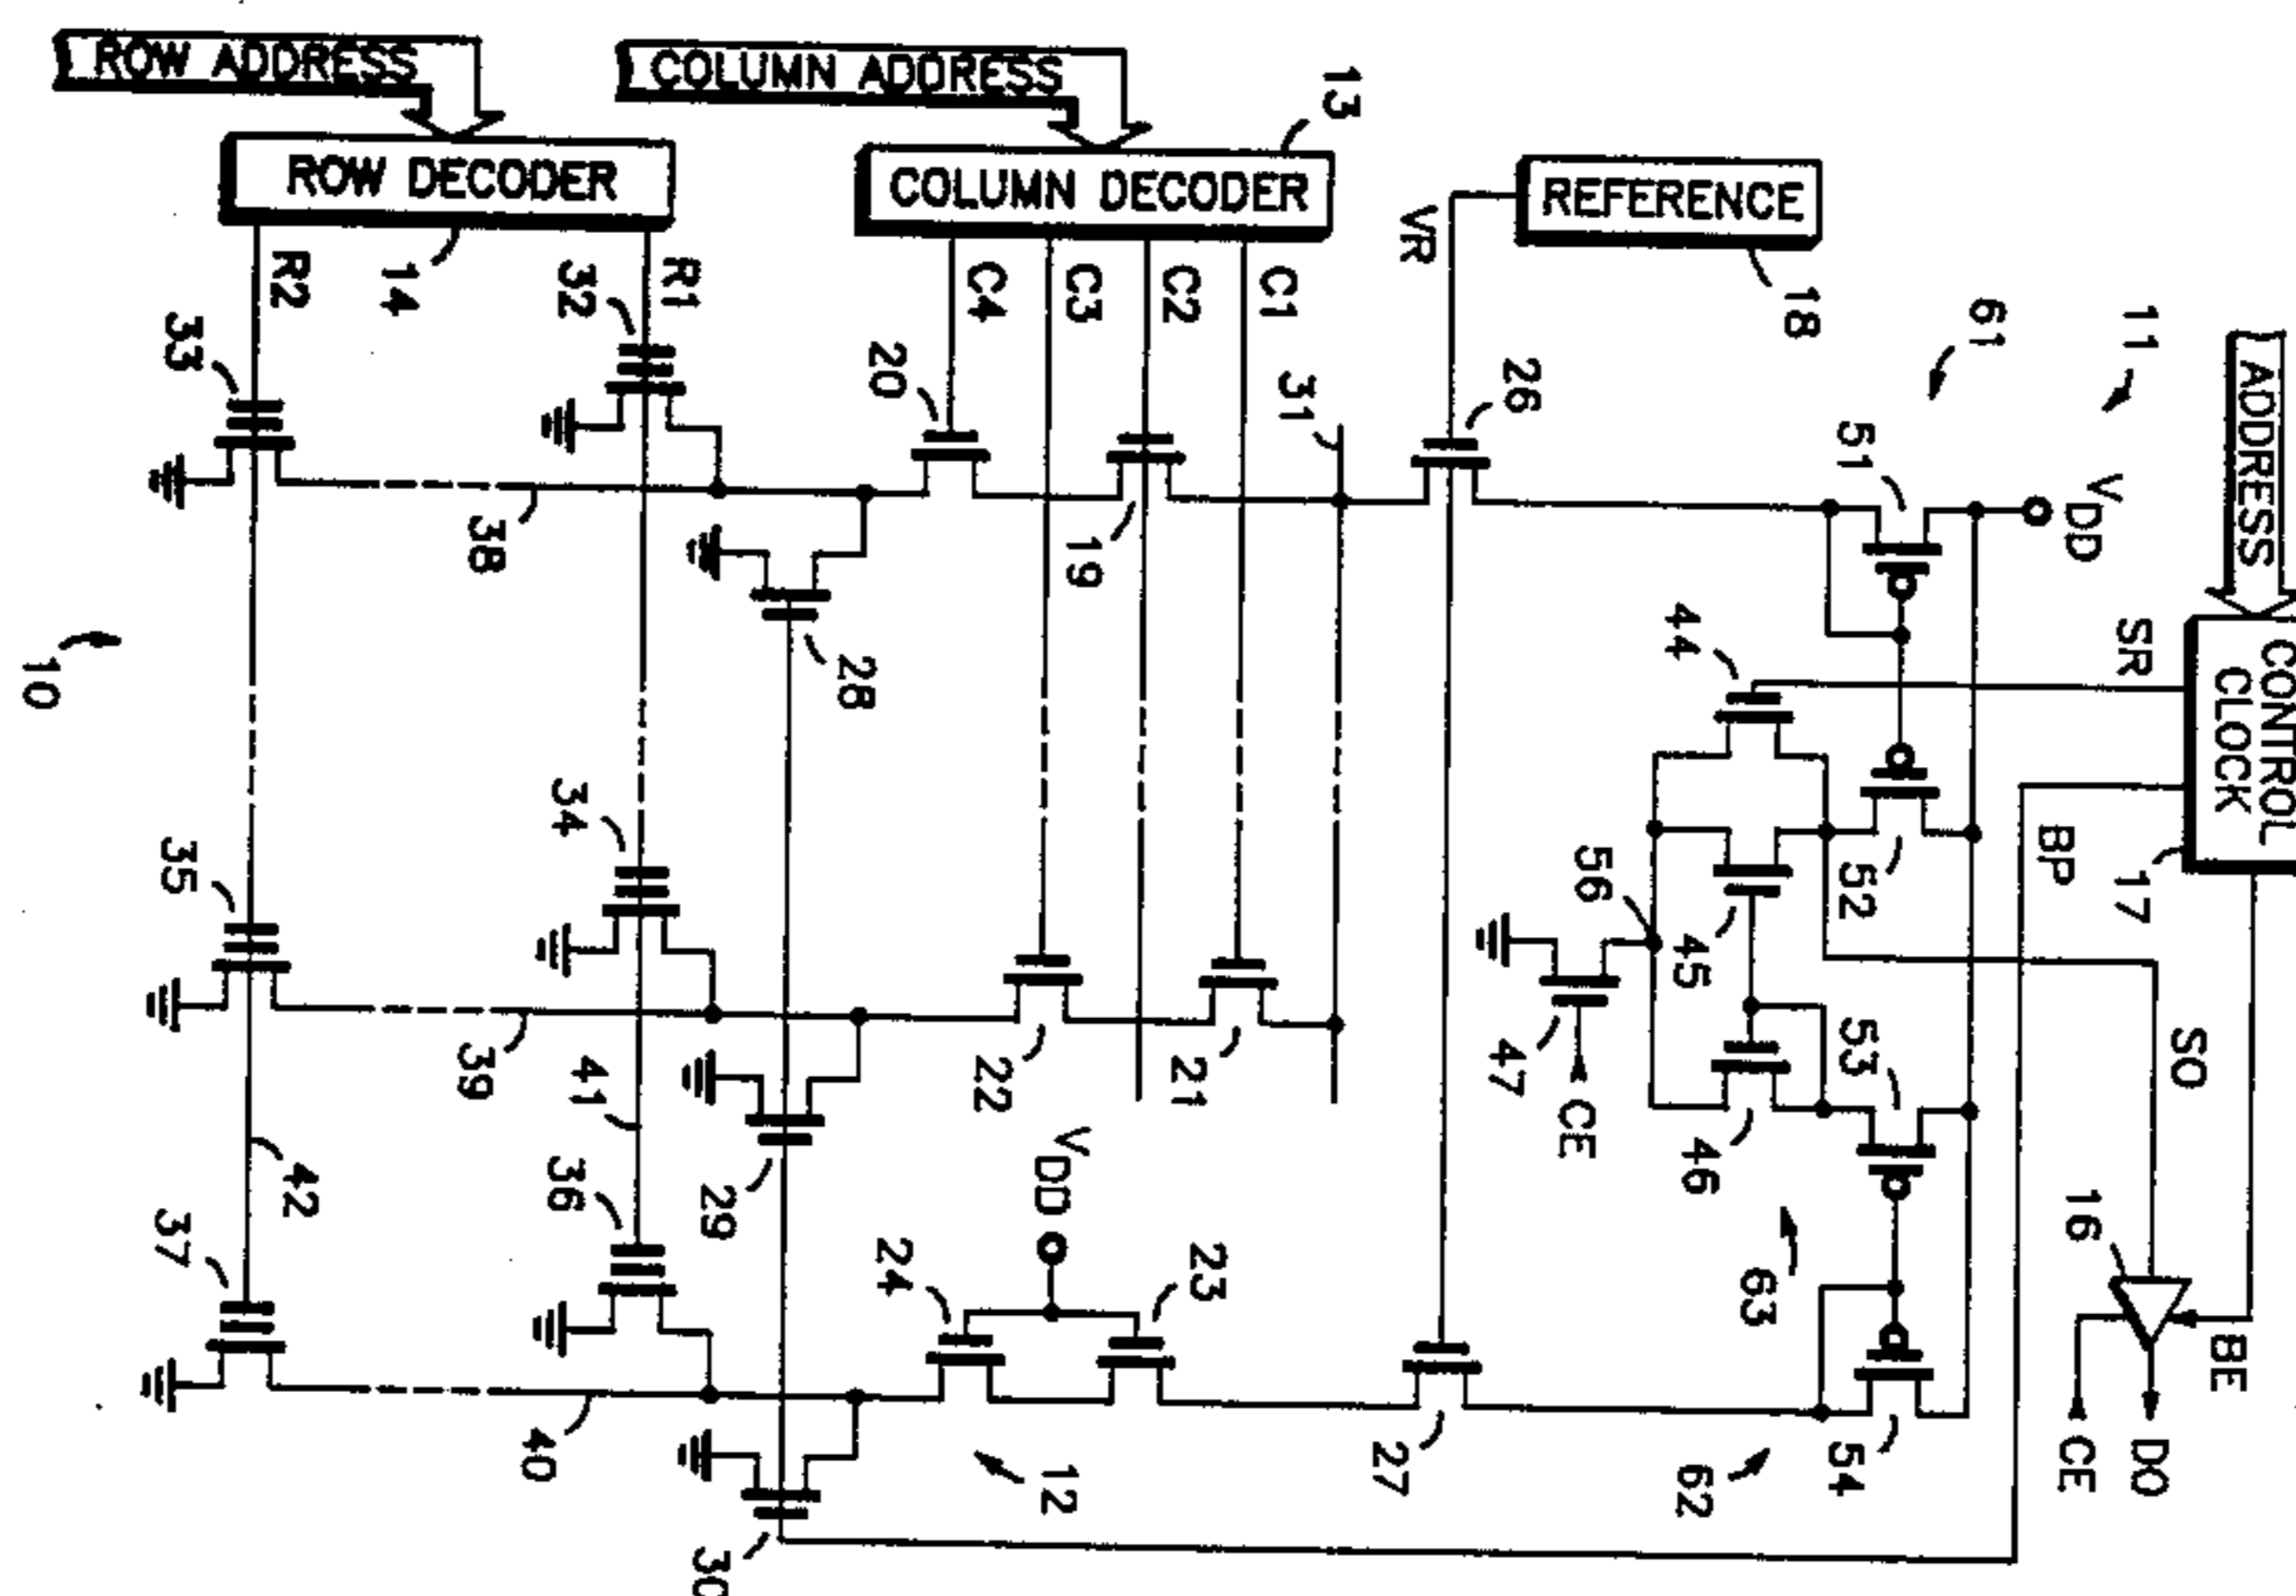 ROW ADDRESS
COLUMN ADDRESS
13
ROW DECODER
COLUMN DECODER
REFERENCE
14
18
R2
R1
C4
C3
C2
C1
VR
33
32
20
31
26
61
11
ADDRESS
51
VDD
38
19
10
28
44
SR
CONTROL
CLOCK
17
BP
34
35
56
45
52
39
41
22
21
47
CE
46
53
SO
42
36
29
VDD
16
37
24
23
63
BE
40
12
27
62
54
CE
DO
30